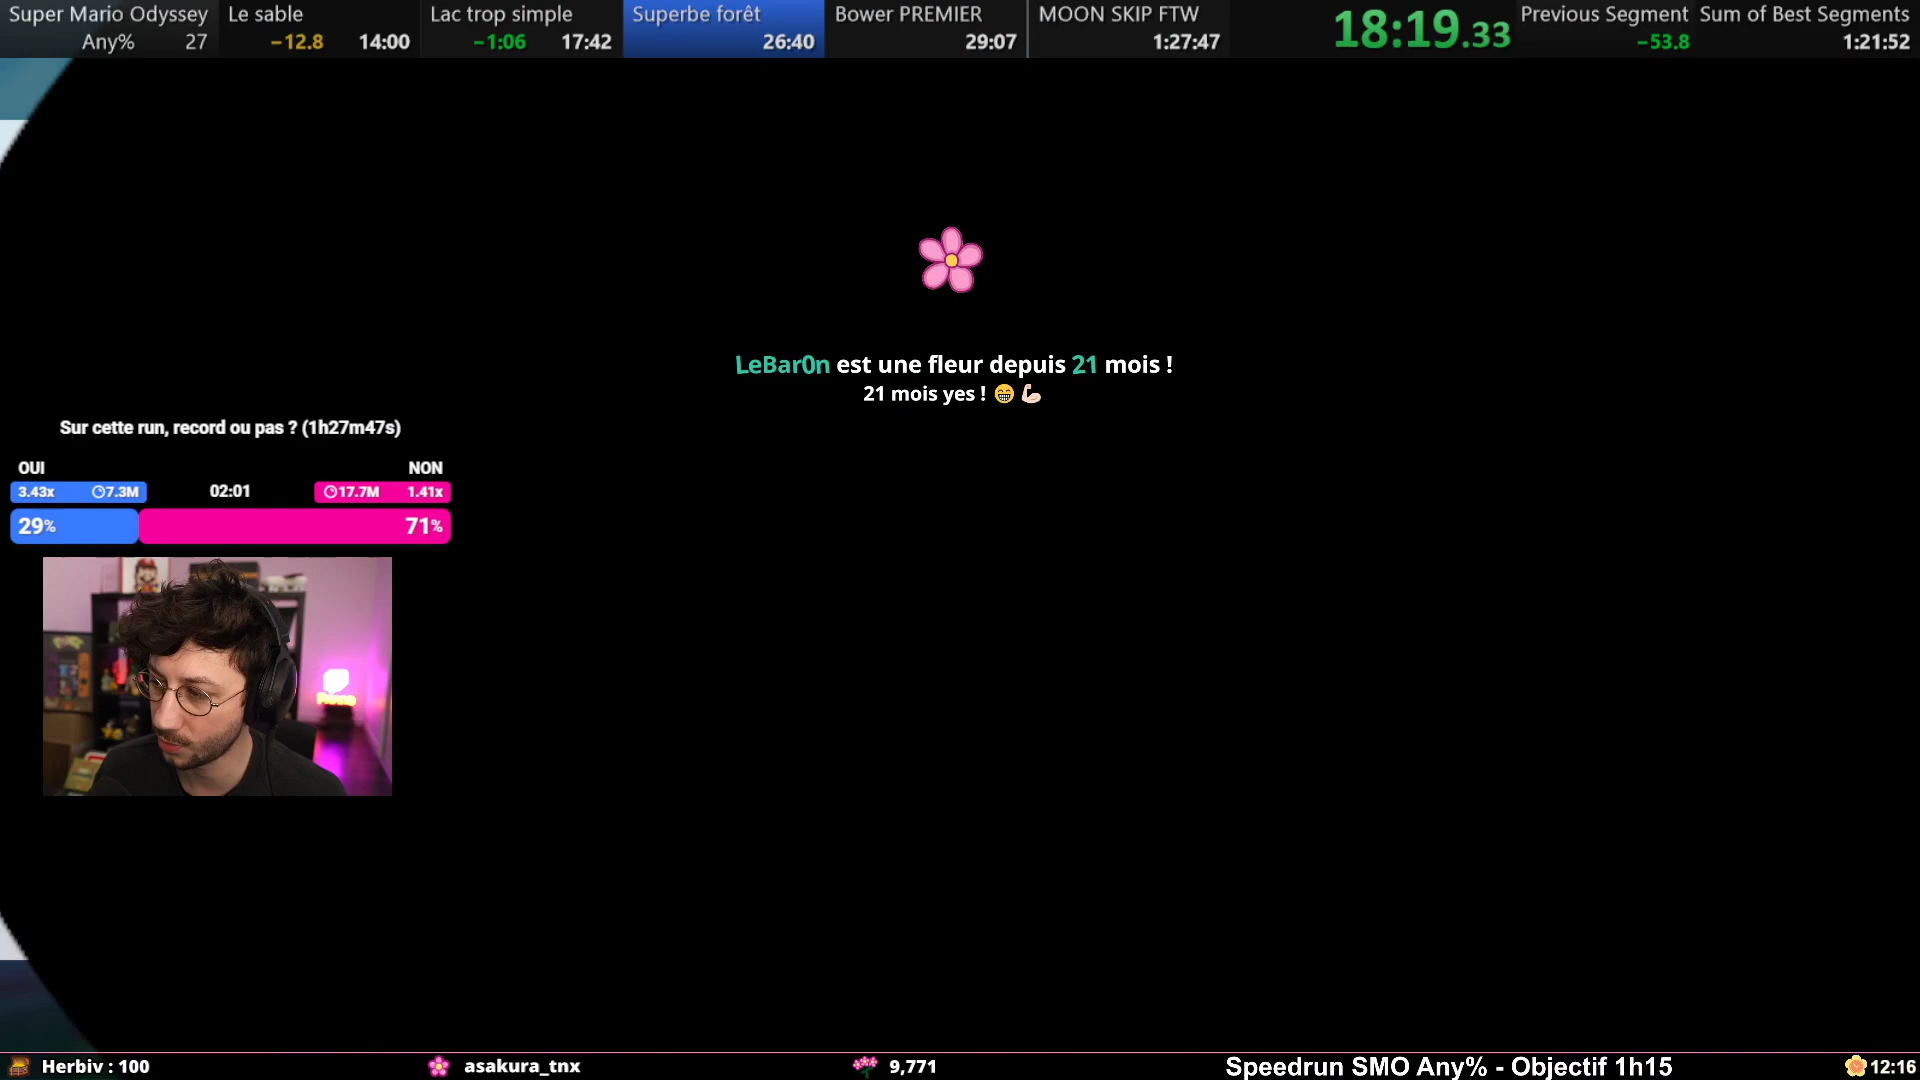 Super Mario Odyssey
Any% 27
Le sable
−12.8 14:00
Lac trop simple
−1:06 17:42
Superbe forêt
26:40
Bower PREMIER
29:07
MOON SKIP FTW
1:27:47
18:19.33
Previous Segment
−53.8
Sum of Best Segments
1:21:52
LeBar0n est une fleur depuis 21 mois !
21 mois yes ! 😁 💪🏻
Sur cette run, record ou pas ? (1h27m47s)
OUI NON
3.43x 7.3M 02:01 17.7M 1.41x
29% 71%
Herbiv : 100 asakura_tnx 9,771 Speedrun SMO Any% - Objectif 1h15 12:16